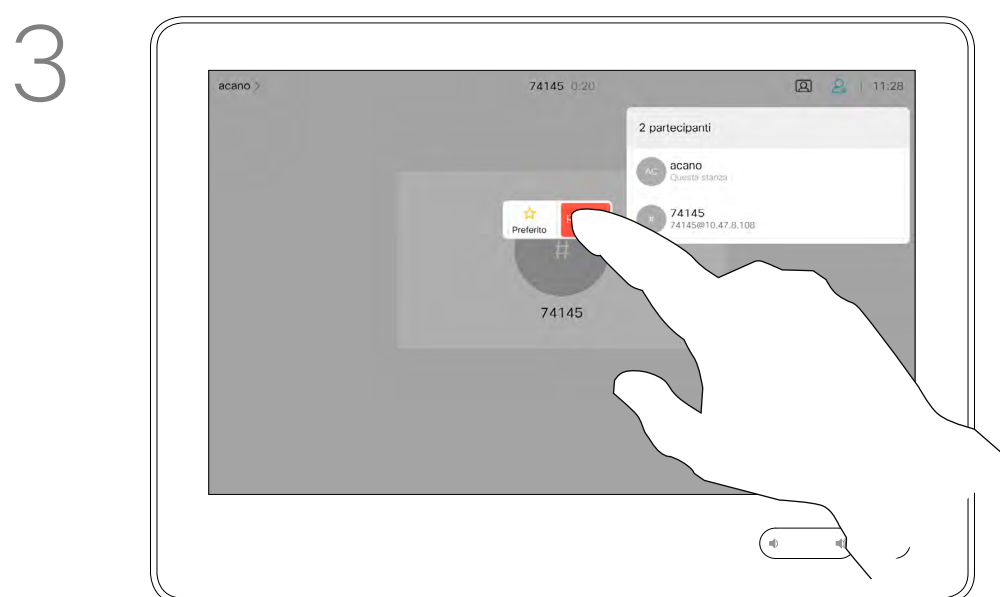 3
acano
74145 0:20
11:28
2 partecipanti
AC
acano
Questa stanza
#
74145
74145@10.47.8.108
Preferito
#
74145